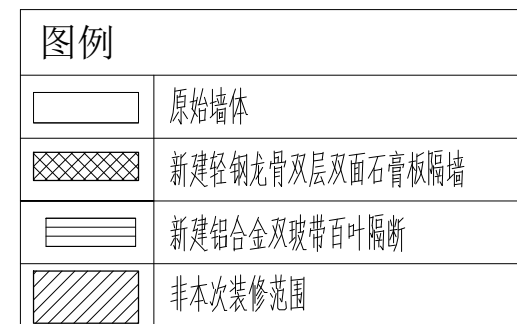 图例
原始墙体
新建轻钢龙骨双层双面石膏板隔墙
新建铝合金双玻带百叶隔断
非本次装修范围